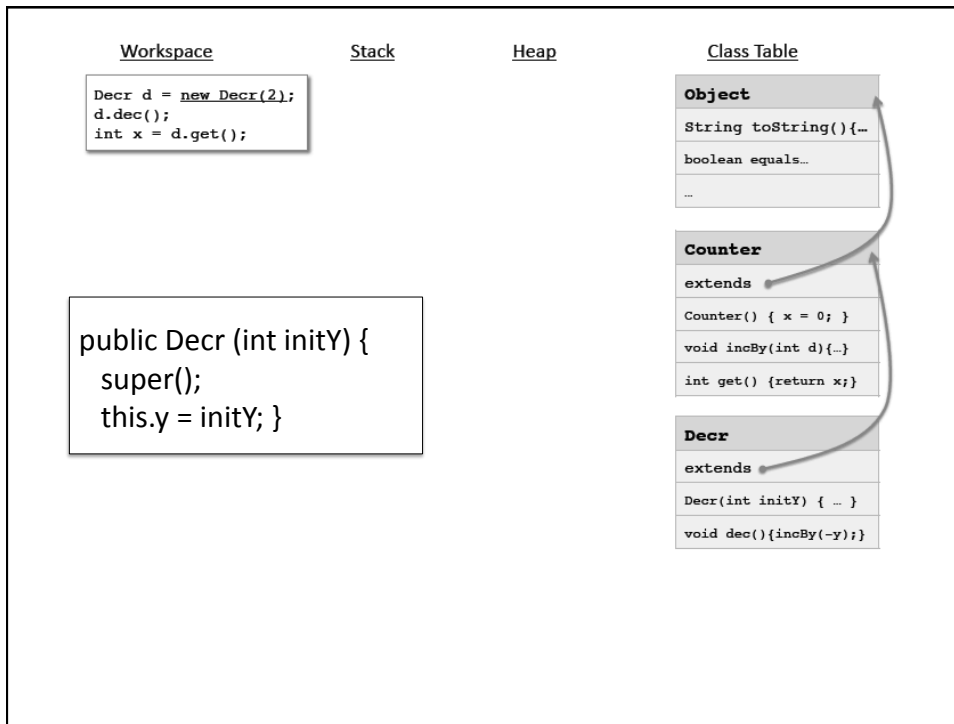 Workspace
Stack
Heap
Class Table
Decr d = new Decr(2);
d.dec();
int x = d.get();
public Decr (int initY) {
super();
this.y = initY; }
Object
String toString(){…
boolean equals…
…
Counter
extends
Counter() { x = 0; }
void incBy(int d){…}
int get() {return x;}
Decr
extends
Decr(int initY) { … }
void dec(){incBy(-y);}